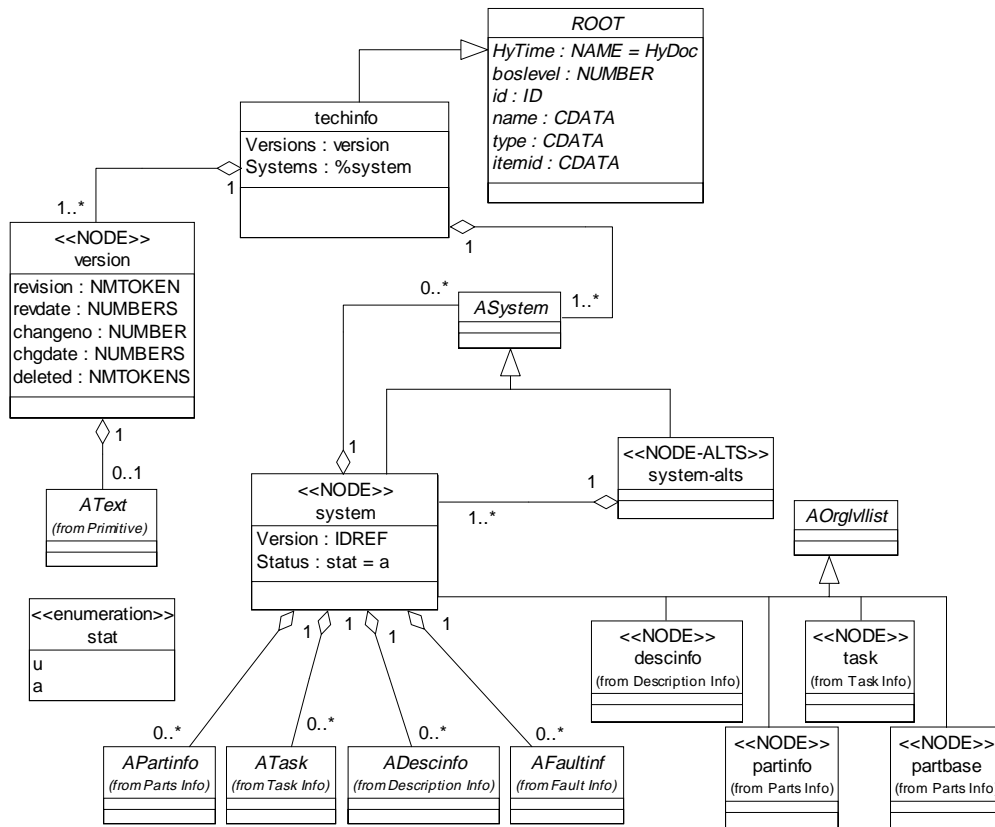 ROOT
HyTime : NAME = HyDoc
boslevel : NUMBER
id : ID
name : CDATA
type : CDATA
itemid : CDATA
techinfo
Versions : version
Systems : %system
1
1..*
1
<<NODE>>
version
revision : NMTOKEN
revdate : NUMBERS
changeno : NUMBER
chgdate : NUMBERS
deleted : NMTOKENS
0..*
ASystem
1..*
1
0..1
AText
(from Primitive)
1
<<NODE>>
system
Version : IDREF
Status : stat = a
1
1..*
<<NODE-ALTS>>
system-alts
AOrglvllist
<<enumeration>>
stat
u
a
1
1
1
1
<<NODE>>
descinfo
(from Description Info)
<<NODE>>
task
(from Task Info)
0..*
0..*
0..*
0..*
APartinfo
(from Parts Info)
ATask
(from Task Info)
ADescinfo
(from Description Info)
AFaultinf
(from Fault Info)
<<NODE>>
partinfo
(from Parts Info)
<<NODE>>
partbase
(from Parts Info)